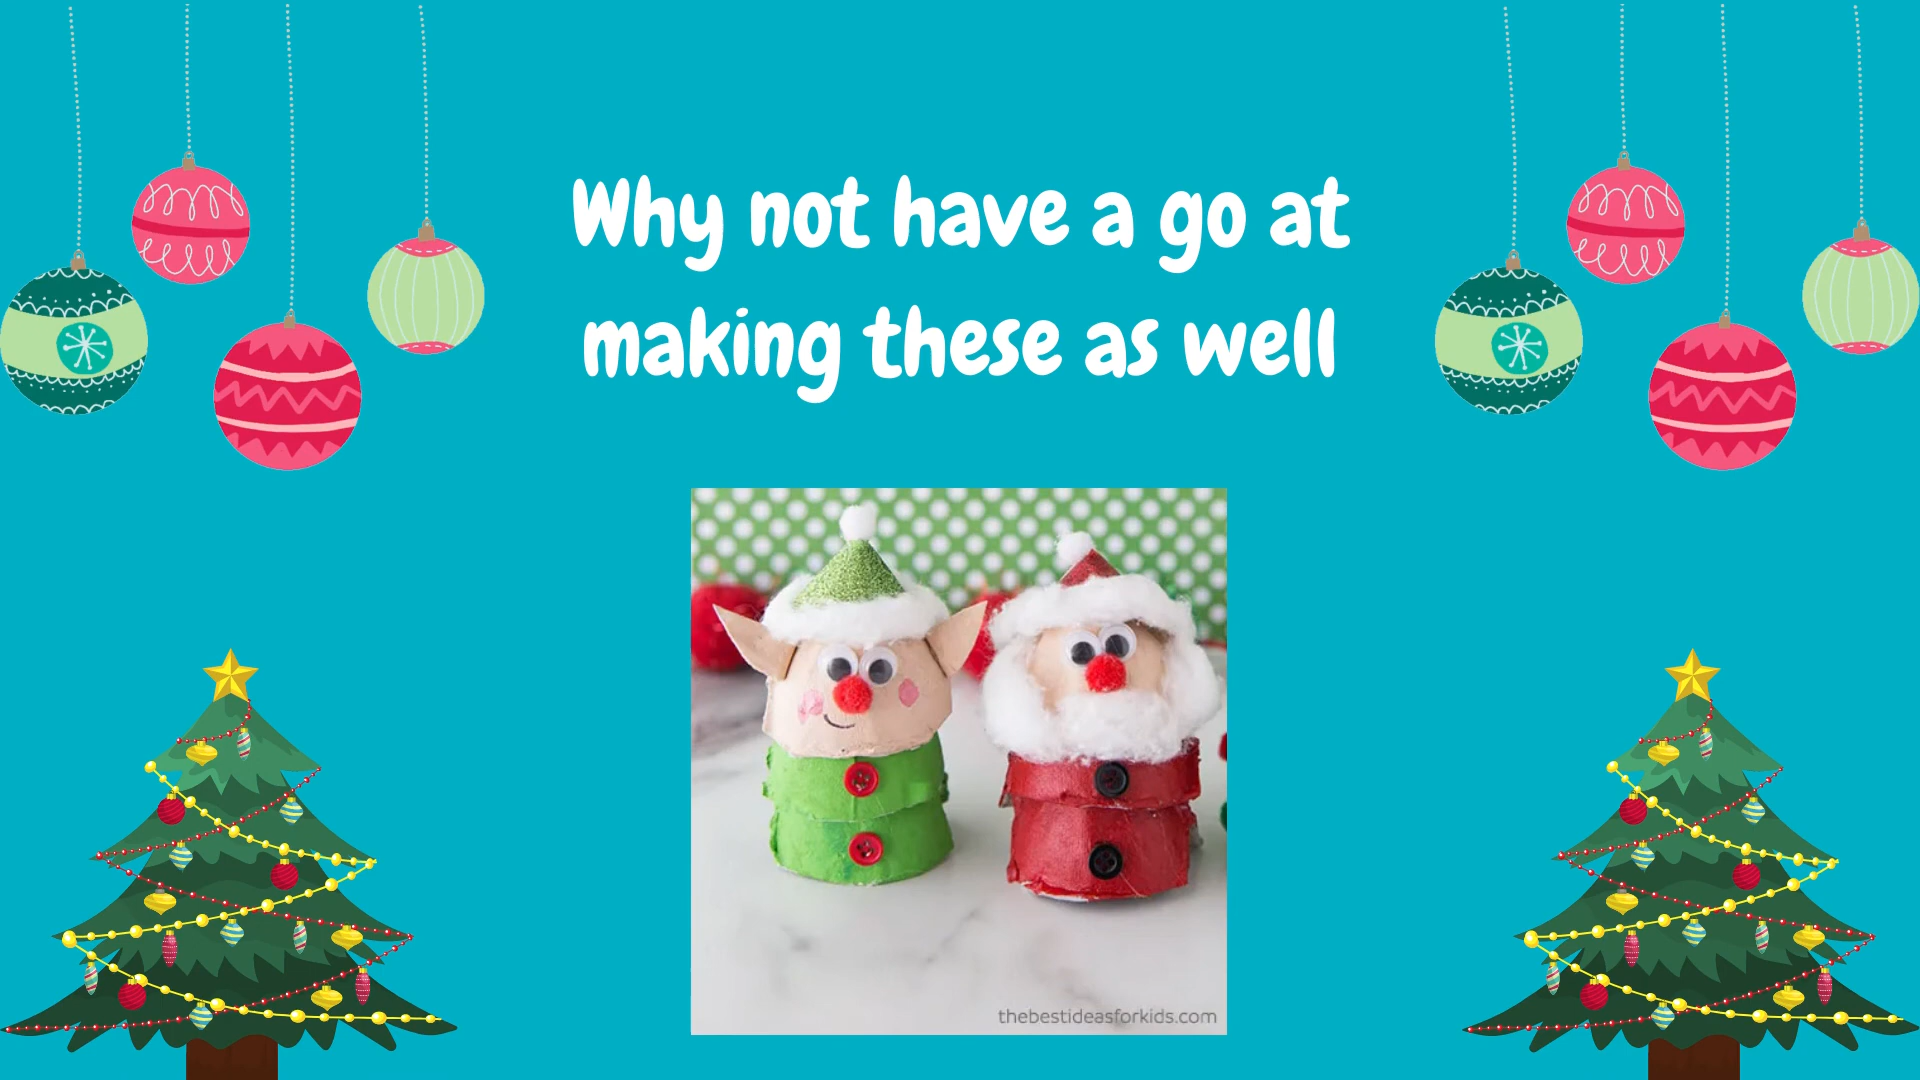 Why not have a go at
making these as well
thebestideasforkids.com